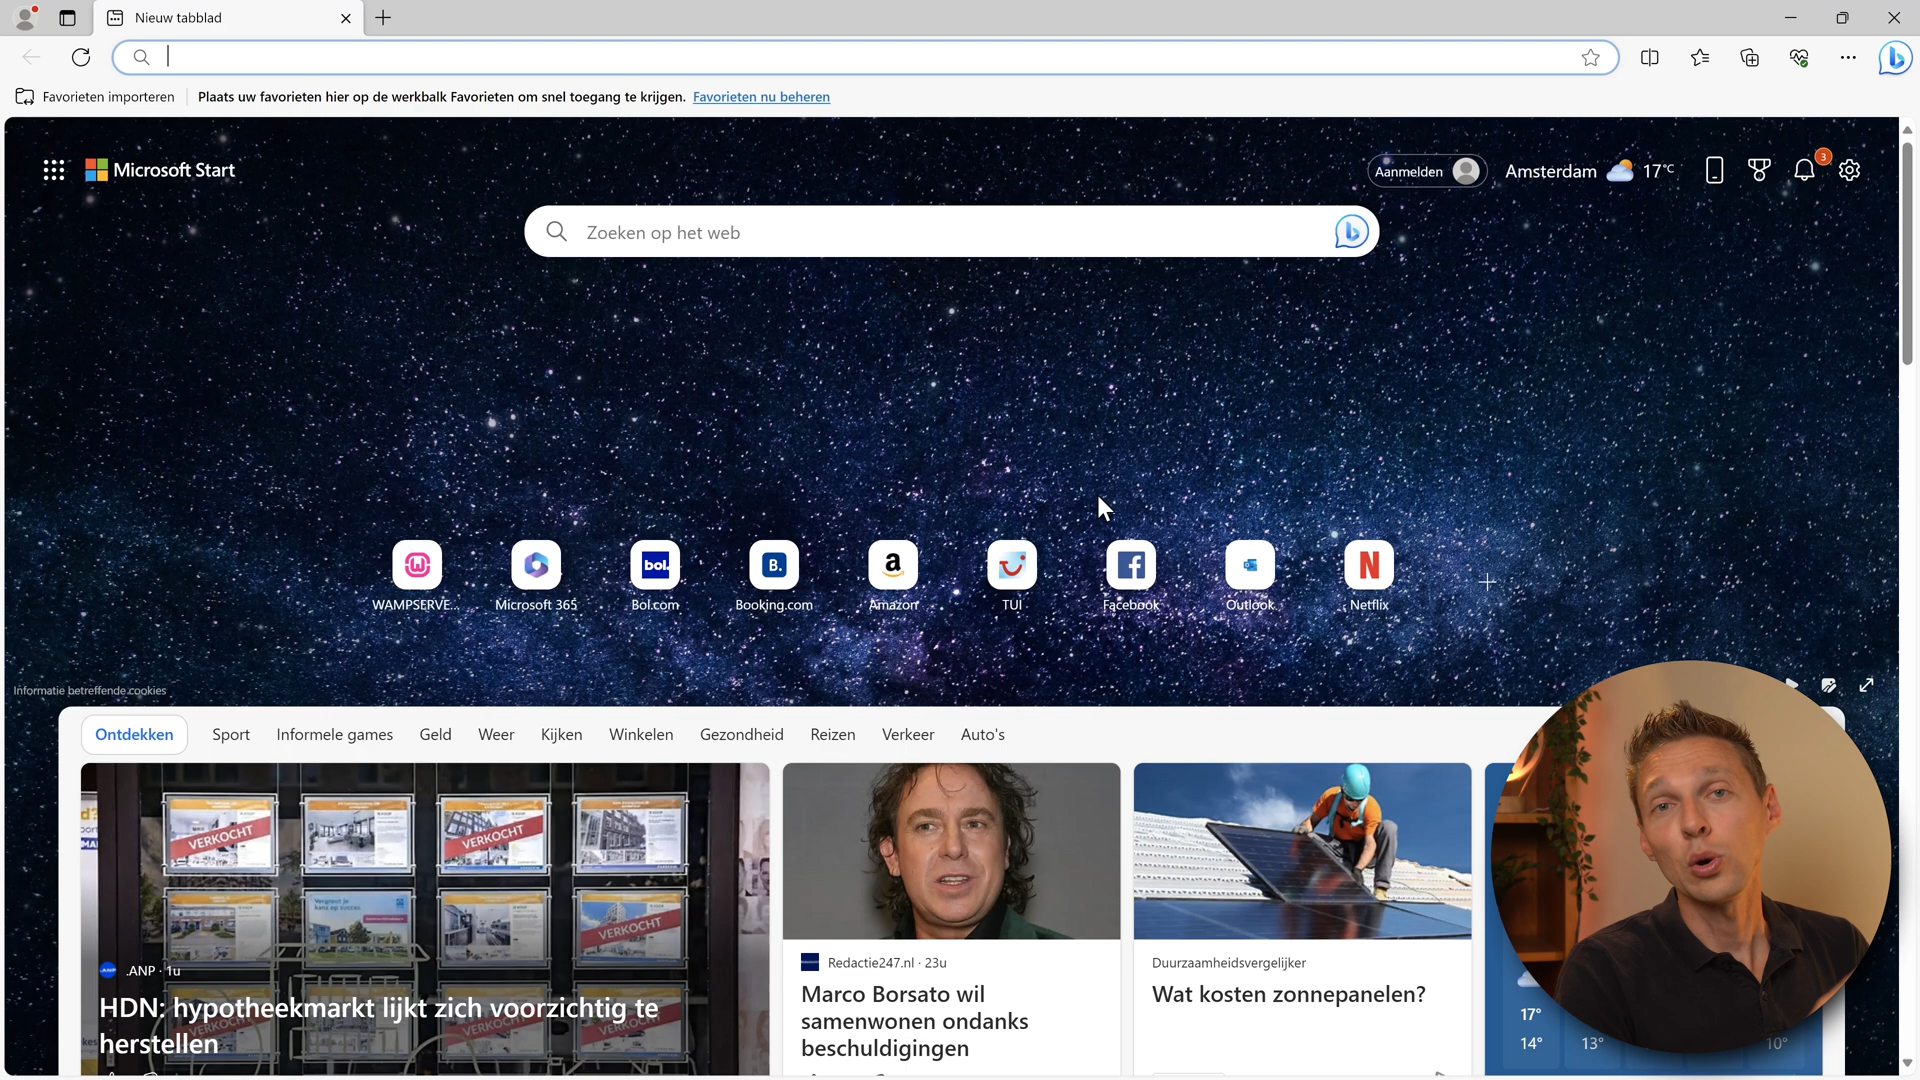 Nieuw tabblad
Favorieten importeren
Plaats uw favorieten hier op de werkbalk Favorieten om snel toegang te krijgen. Favorieten nu beheren
Microsoft Start
Aanmelden
Amsterdam
17°C
3
Zoeken op het web
WAMPSERVE...
Microsoft 365
bol.
Bol.com
B.
Booking.com
a
Amazon
TUI
Facebook
Outlook
N
Netflix
Informatie betreffende cookies
Ontdekken
Sport
Informele games
Geld
Weer
Kijken
Winkelen
Gezondheid
Reizen
Verkeer
Auto's
VERKOCHT
VERKOCHT
VERKOCHT
ANP · 1u
HDN: hypotheekmarkt lijkt zich voorzichtig te
herstellen
Redactie247.nl · 23u
Marco Borsato wil
samenwonen ondanks
beschuldigingen
Duurzaamheidsvergelijker
Wat kosten zonnepanelen?
17°
14°
13°
10°